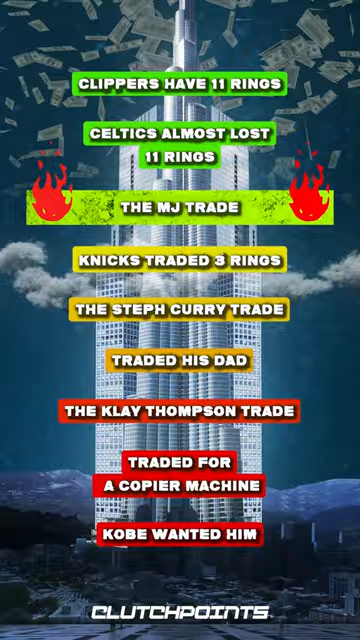 CLIPPERS HAVE 11 RINGS
CELTICS ALMOST LOST
11 RINGS
THE MJ TRADE
KNICKS TRADED 3 RINGS
THE STEPH CURRY TRADE
TRADED HIS DAD
THE KLAY THOMPSON TRADE
TRADED FOR
A COPIER MACHINE
KOBE WANTED HIM
CLUTCHPOINTS